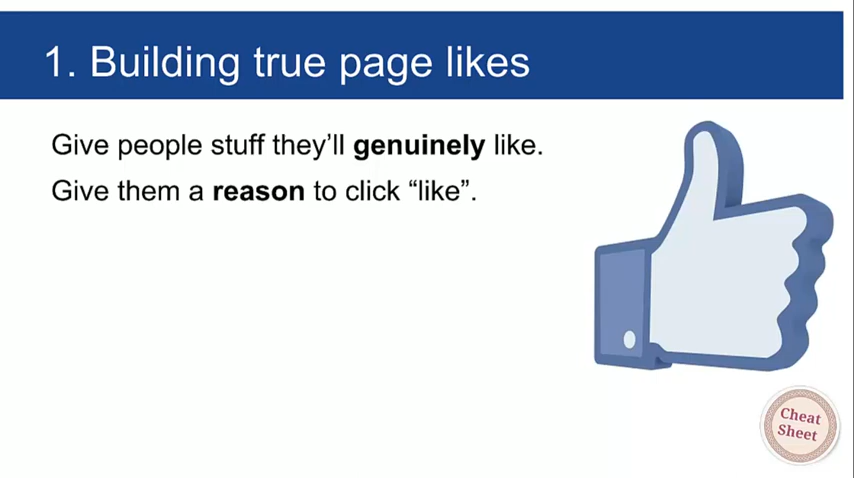 1. Building true page likes
Give people stuff they’ll genuinely like.
Give them a reason to click “like”.
Cheat
Sheet